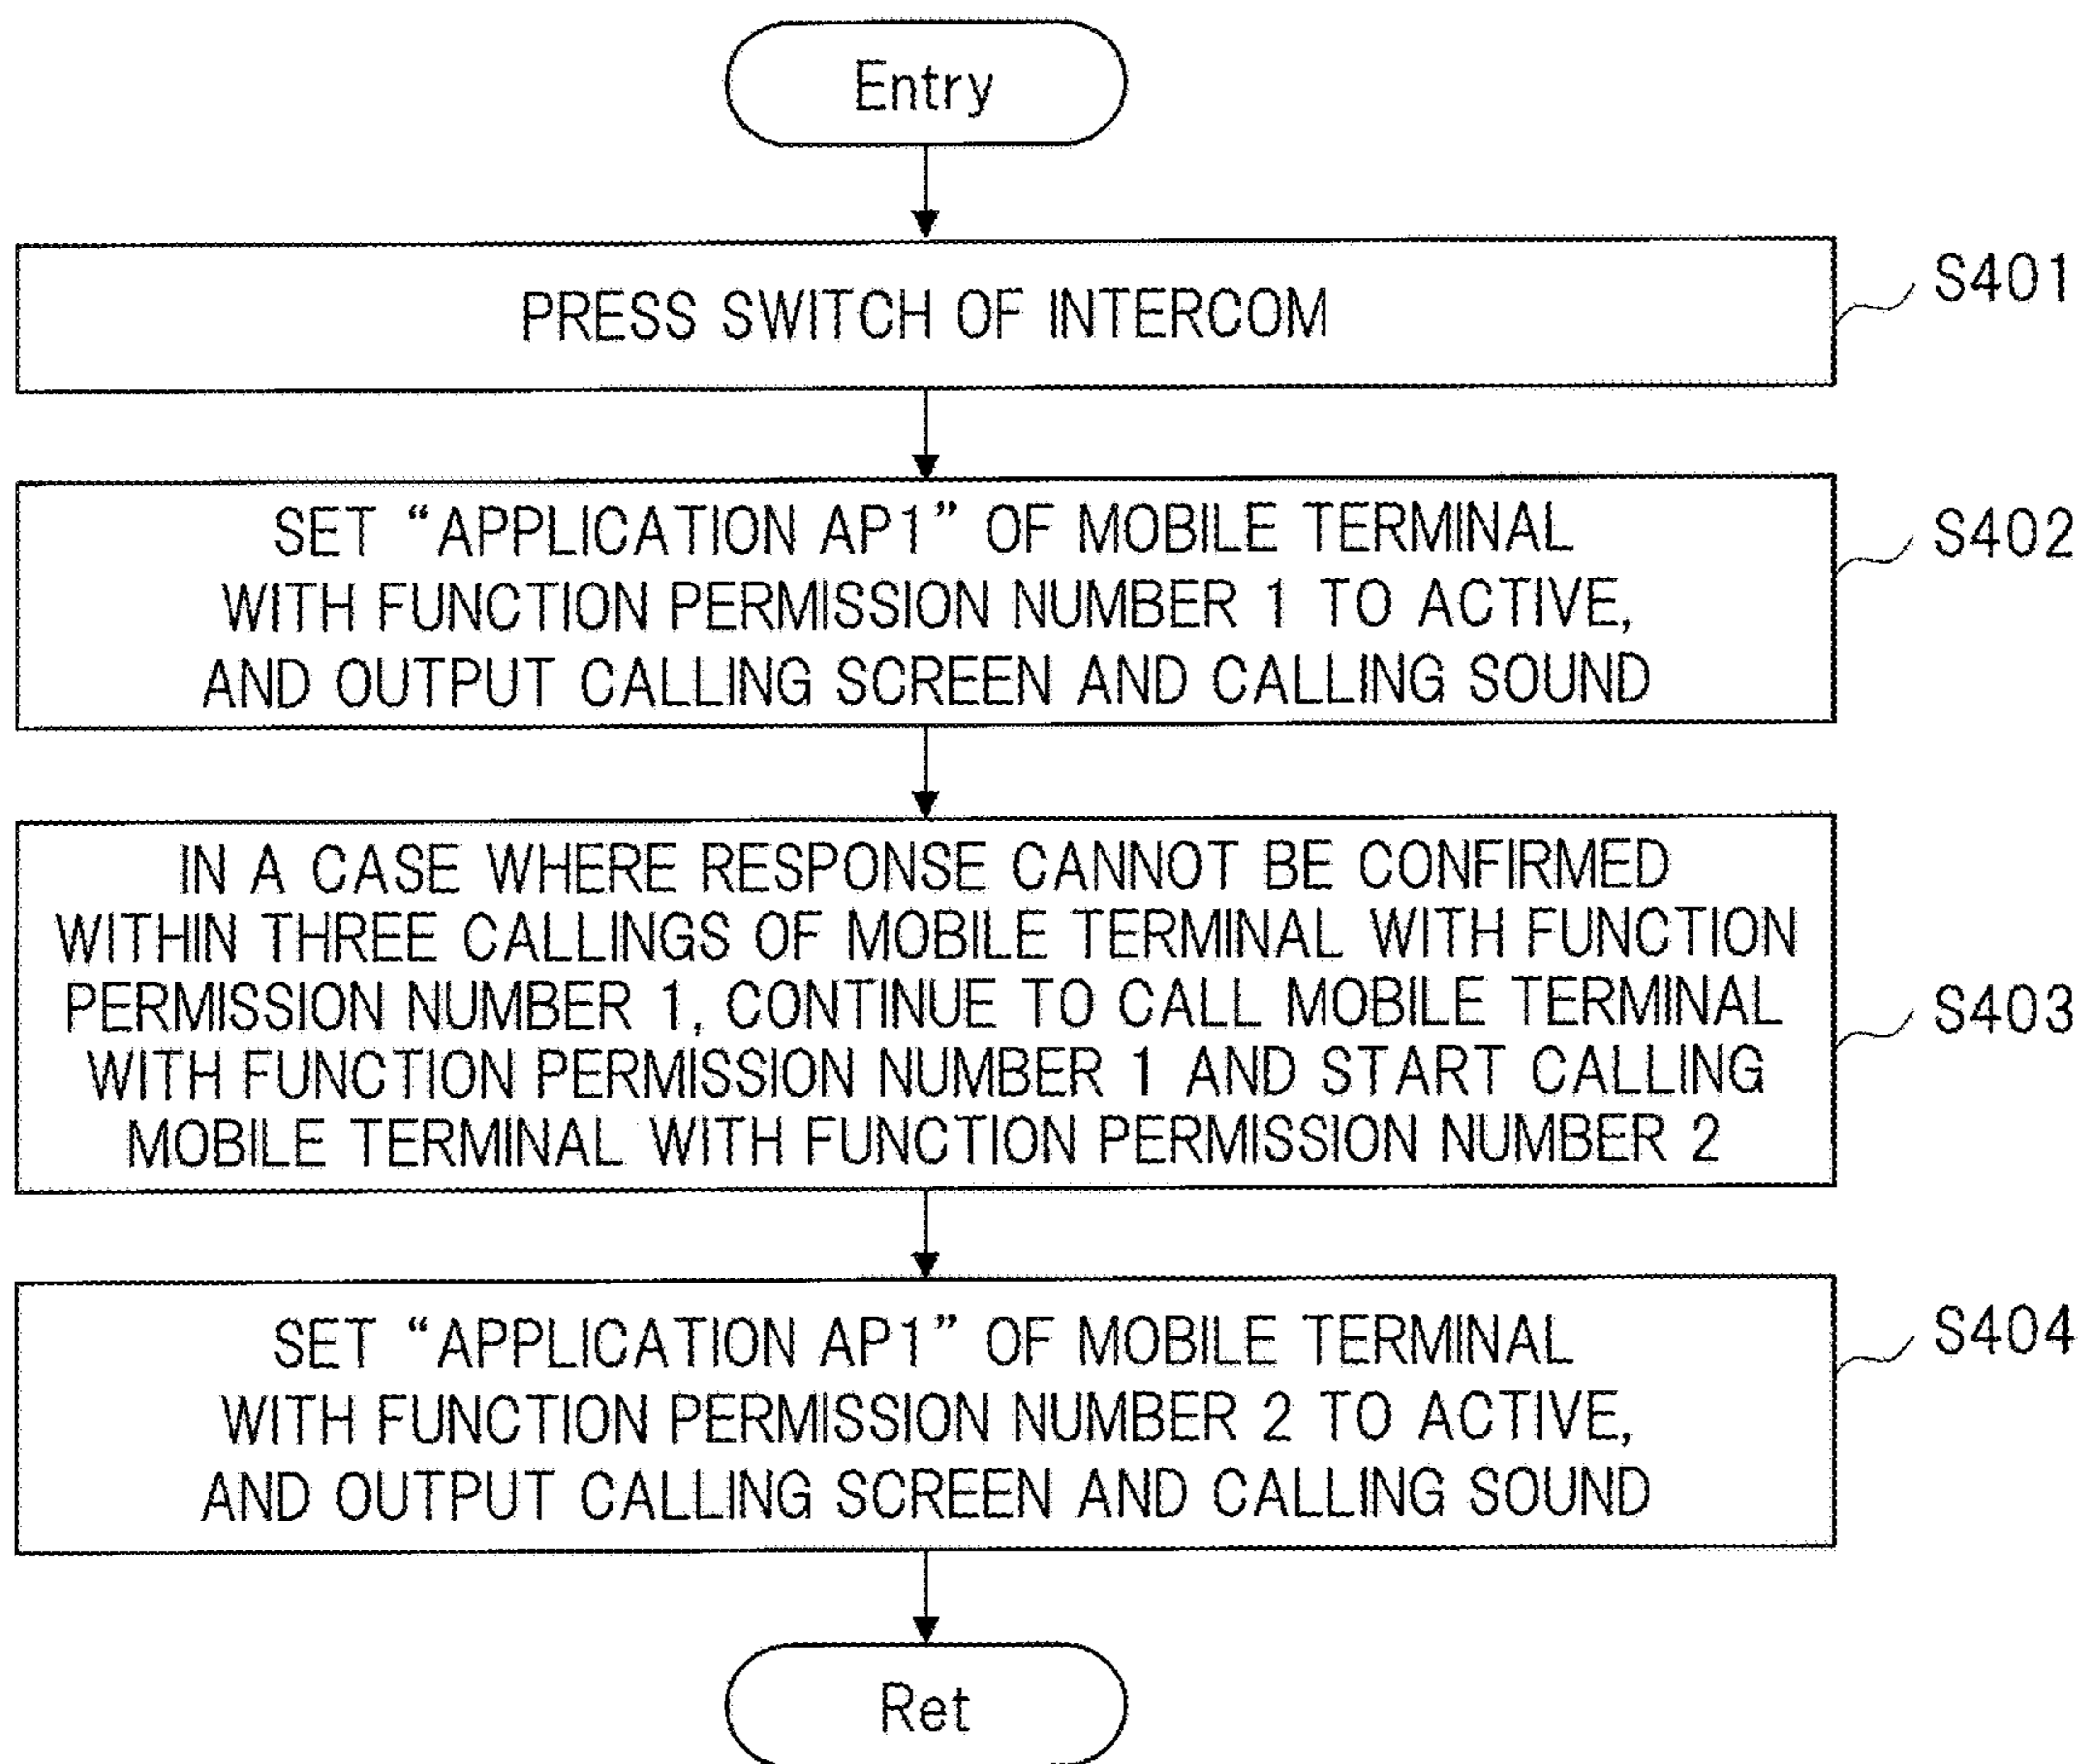 Entry
PRESS SWITCH OF INTERCOM
S401
SET “APPLICATION AP1” OF MOBILE TERMINAL
WITH FUNCTION PERMISSION NUMBER 1 TO ACTIVE,
AND OUTPUT CALLING SCREEN AND CALLING SOUND
S402
IN A CASE WHERE RESPONSE CANNOT BE CONFIRMED
WITHIN THREE CALLINGS OF MOBILE TERMINAL WITH FUNCTION
PERMISSION NUMBER 1, CONTINUE TO CALL MOBILE TERMINAL
WITH FUNCTION PERMISSION NUMBER 1 AND START CALLING
MOBILE TERMINAL WITH FUNCTION PERMISSION NUMBER 2
S403
SET “APPLICATION AP1” OF MOBILE TERMINAL
WITH FUNCTION PERMISSION NUMBER 2 TO ACTIVE,
AND OUTPUT CALLING SCREEN AND CALLING SOUND
S404
Ret